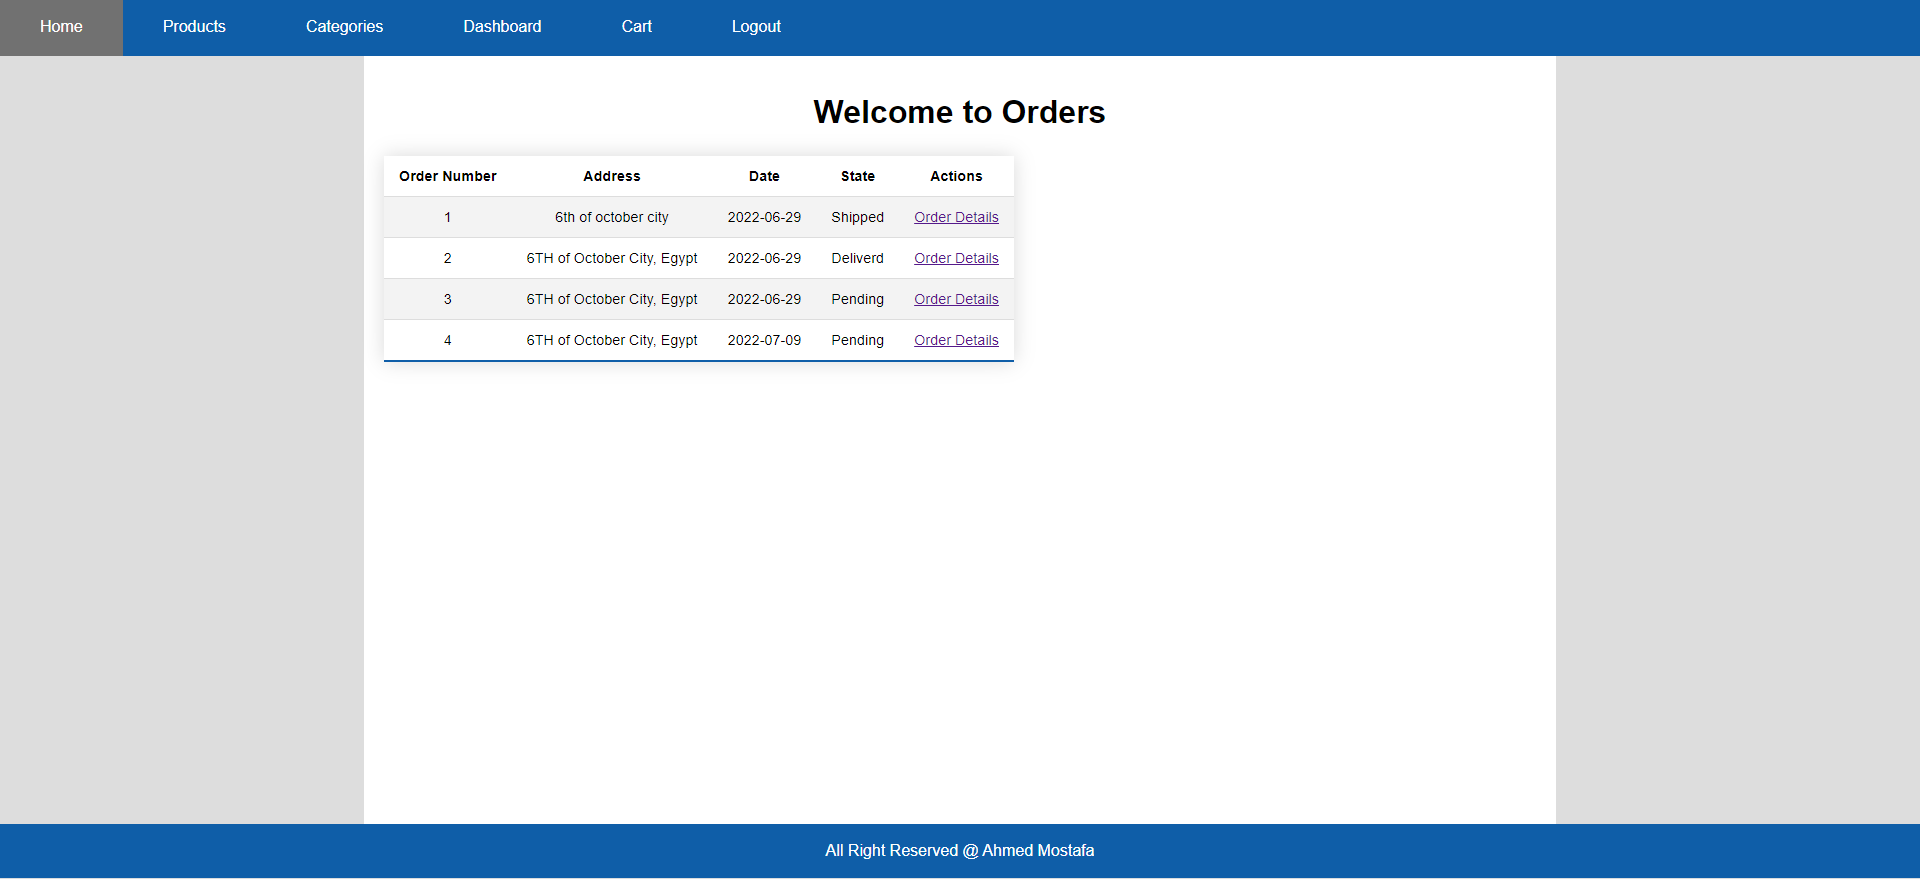 Home Products Categories Dashboard Cart Logout
Welcome to Orders
Order Number Address Date State Actions
1 6th of october city 2022-06-29 Shipped Order Details
2 6TH of October City, Egypt 2022-06-29 Deliverd Order Details
3 6TH of October City, Egypt 2022-06-29 Pending Order Details
4 6TH of October City, Egypt 2022-07-09 Pending Order Details
All Right Reserved @ Ahmed Mostafa